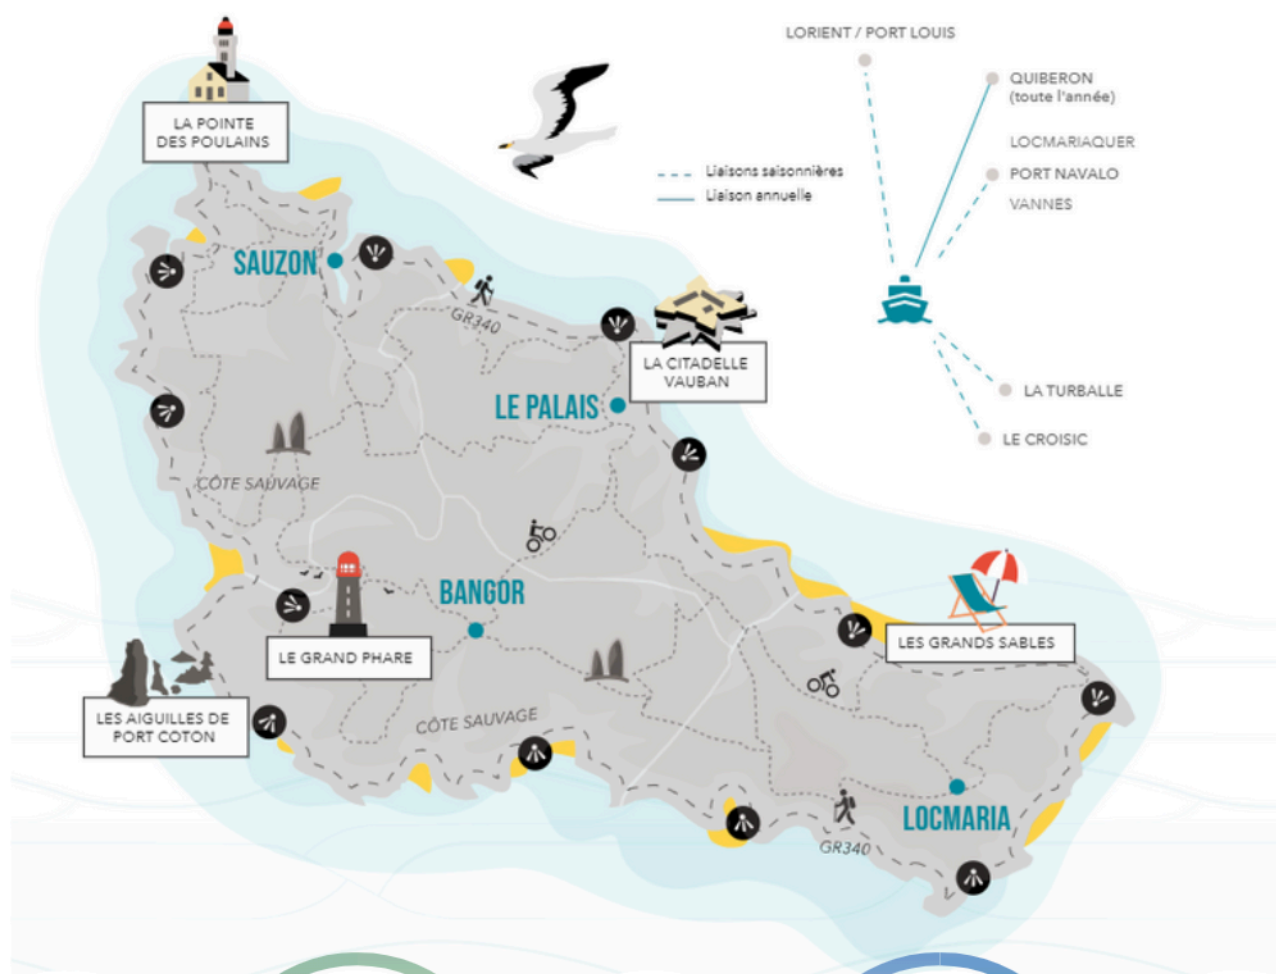 LORIENT / PORT LOUIS
QUIBERON
(toute l'année)
LOCMARIAQUER
PORT NAVALO
VANNES
Liaisons saisonnières
Liaison annuelle
LA TURBALLE
LE CROISIC
LA POINTE
DES POULAINS
SAUZON
GR340
LA CITADELLE
VAUBAN
LE PALAIS
CÔTE SAUVAGE
BANGOR
LE GRAND PHARE
LES GRANDS SABLES
LES AIGUILLES DE
PORT COTON
CÔTE SAUVAGE
LOCMARIA
GR340